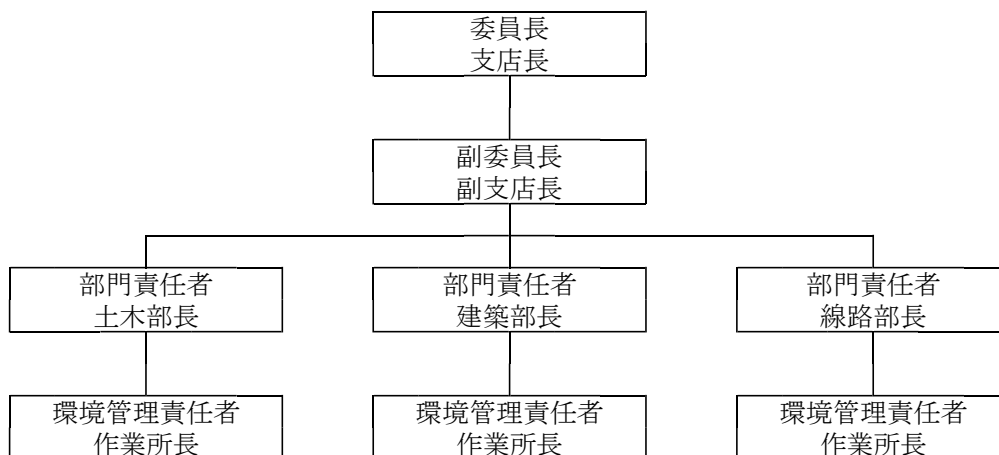 委員長
支店長
副委員長
副支店長
部門責任者
土木部長
部門責任者
建築部長
部門責任者
線路部長
環境管理責任者
作業所長
環境管理責任者
作業所長
環境管理責任者
作業所長